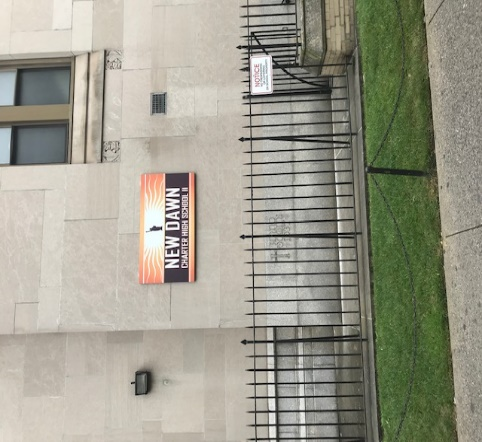 NEW DAWN
CHARTER HIGH SCHOOL II
NOTICE